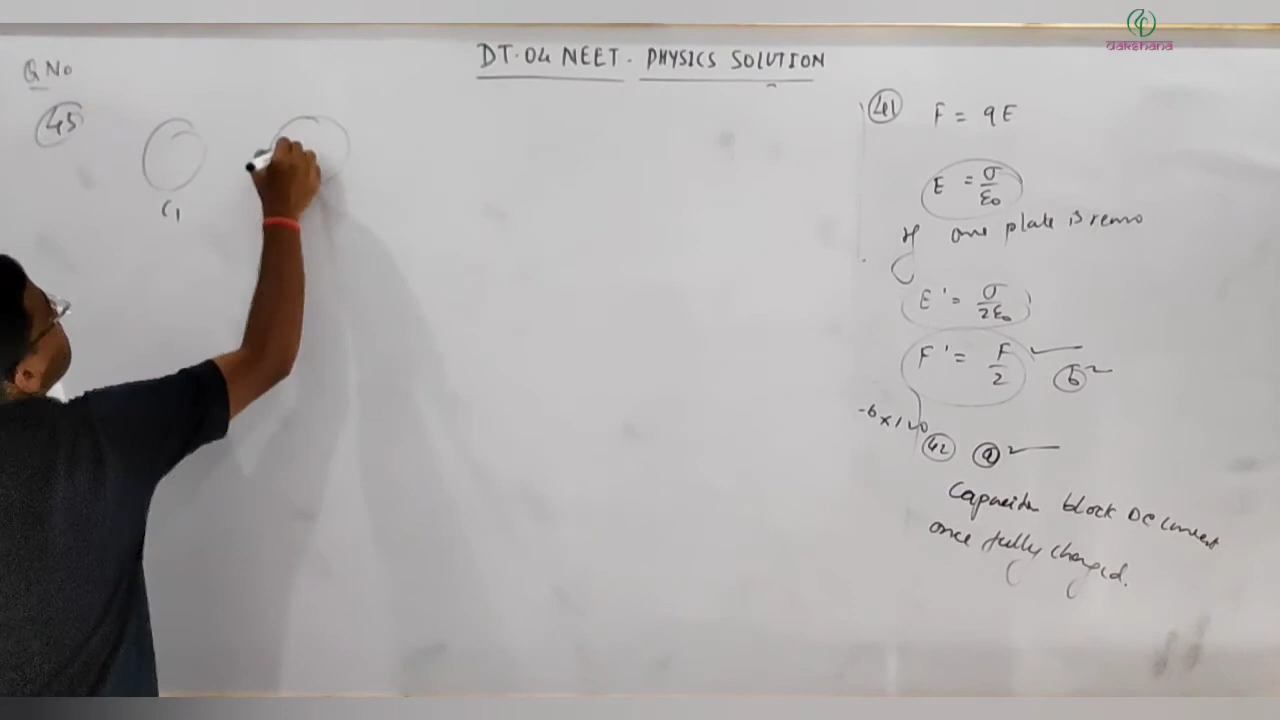 dakshana
DT.04 NEET. PHYSICS SOLUTION
Q No
45
C1
41 F = qE
E = σ/ε0
If one plate is remo
E' = σ/2ε0
F' = F/2 b
-6 x 1
42 a
Capacitor block DC current
once fully charged.